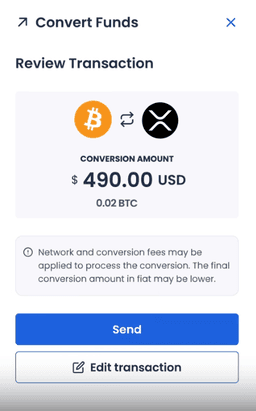 Convert Funds
Review Transaction
CONVERSION AMOUNT
$ 490.00 USD
0.02 BTC
Network and conversion fees may be
applied to process the conversion. The final
conversion amount in fiat may be lower.
Send
Edit transaction